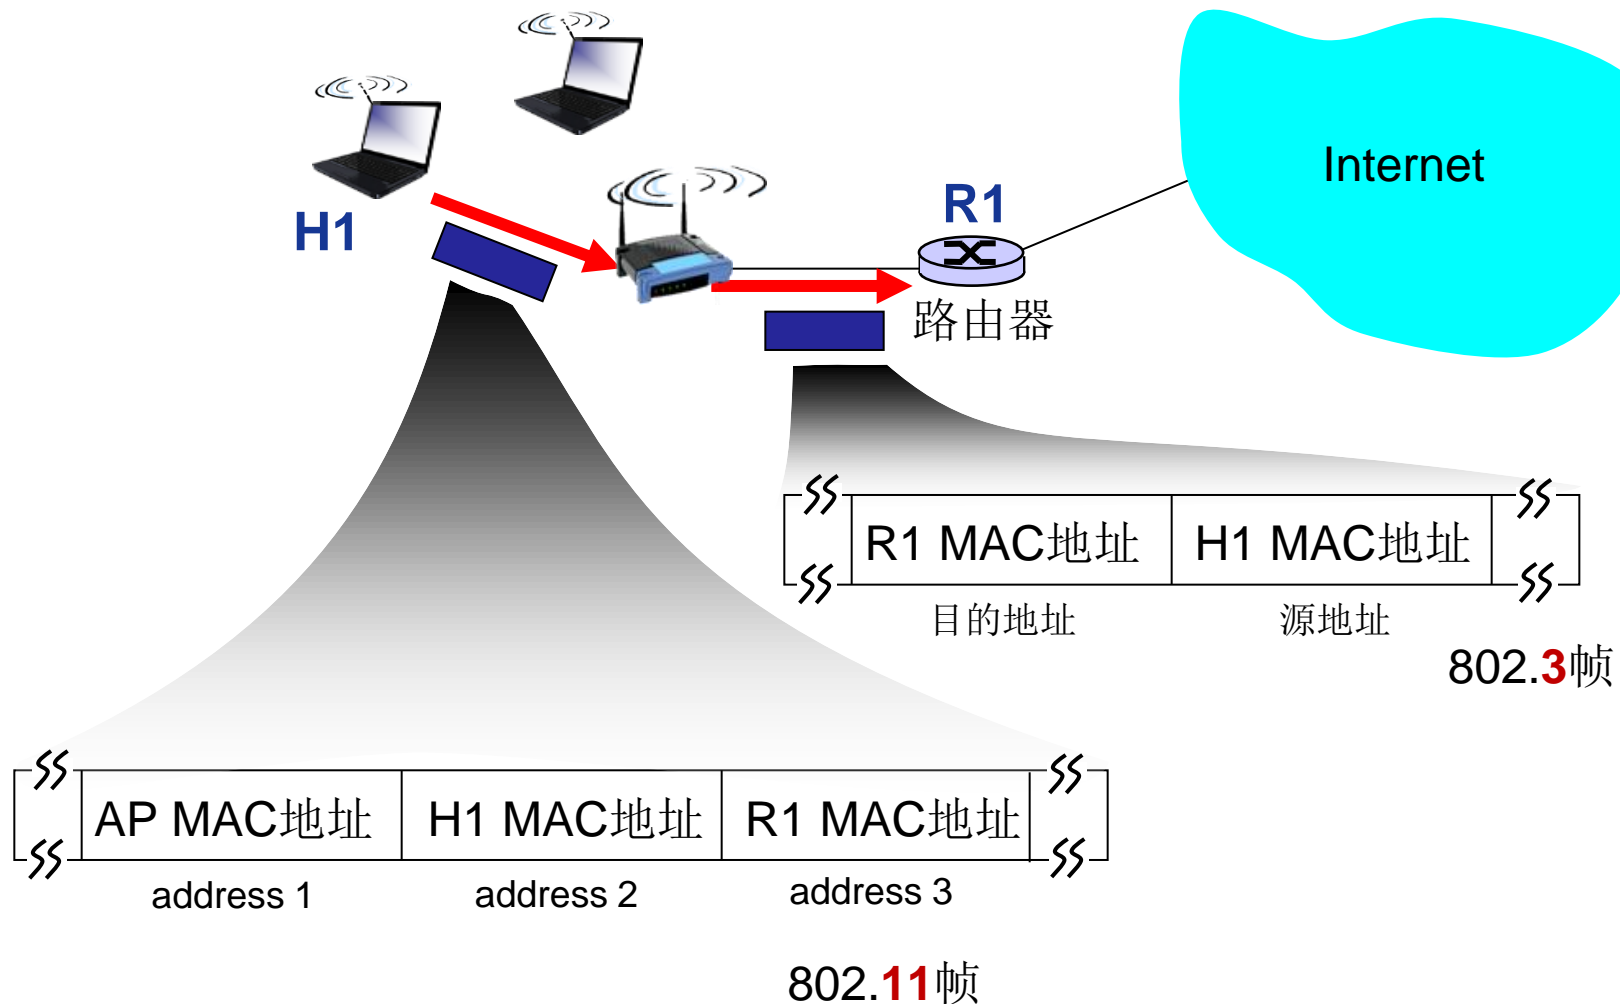 Internet
R1
H1
路由器
R1 MAC地址 H1 MAC地址
目的地址 源地址
802.3帧
AP MAC地址 H1 MAC地址 R1 MAC地址
address 1 address 2 address 3
802.11帧